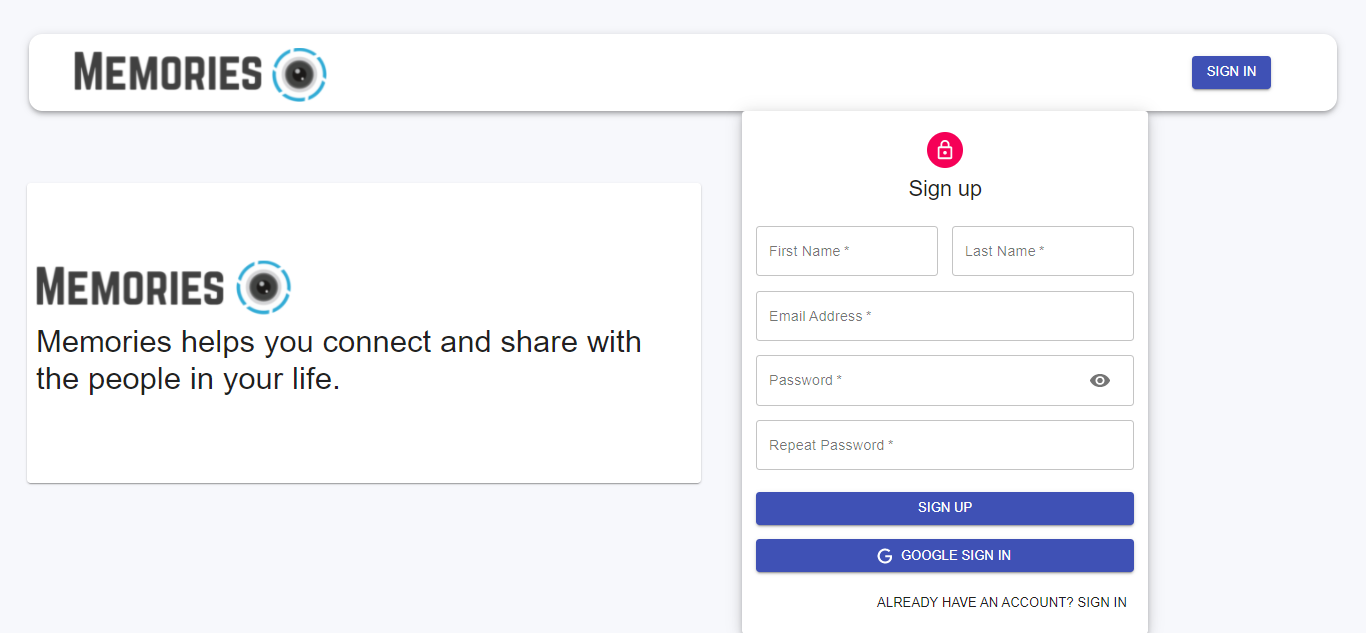 MEMORIES
SIGN IN
MEMORIES
Memories helps you connect and share with
the people in your life.
Sign up
First Name *
Last Name *
Email Address *
Password *
Repeat Password *
SIGN UP
G GOOGLE SIGN IN
ALREADY HAVE AN ACCOUNT? SIGN IN